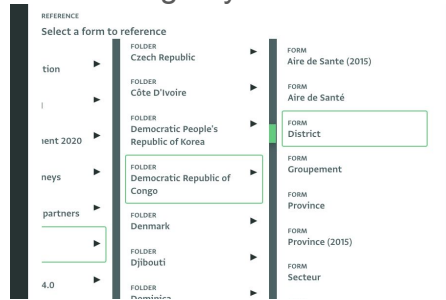 REFERENCE
Select a form to reference
tion
ient 2020
neys
partners
4.0
FOLDER
Czech Republic
FOLDER
Côte D'Ivoire
FOLDER
Democratic People's
Republic of Korea
FOLDER
Democratic Republic of
Congo
FOLDER
Denmark
FOLDER
Djibouti
FOLDER
Dominica
FORM
Aire de Sante (2015)
FORM
Aire de Santé
FORM
District
FORM
Groupement
FORM
Province
FORM
Province (2015)
FORM
Secteur